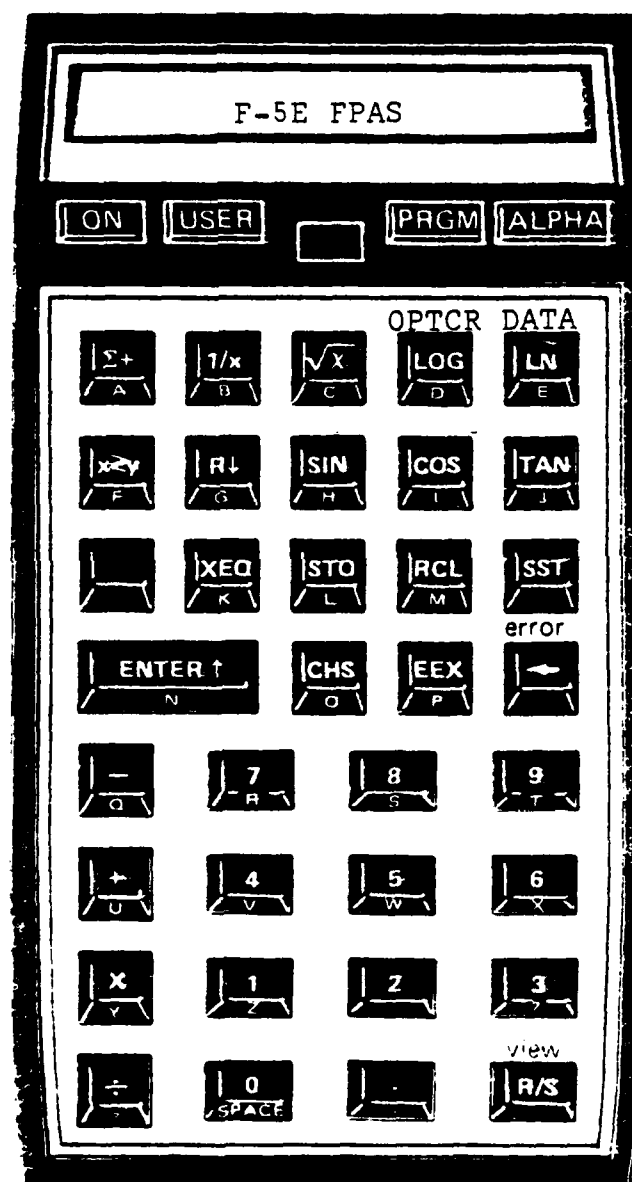 F-5E FPAS
ON USER PRGM ALPHA
OPTCR DATA
Σ+ 1/x √X LOG LN
A B C D E
x≷y R↓ SIN COS TAN
F G H I J
XEQ STO RCL SST
K L M
error
ENTER↑ CHS EEX ←
N O P
− 7 8 9
Q R S T
+ 4 5 6
U V W X
X 1 2 3
Y Z ?
view
÷ 0 . R/S
SPACE